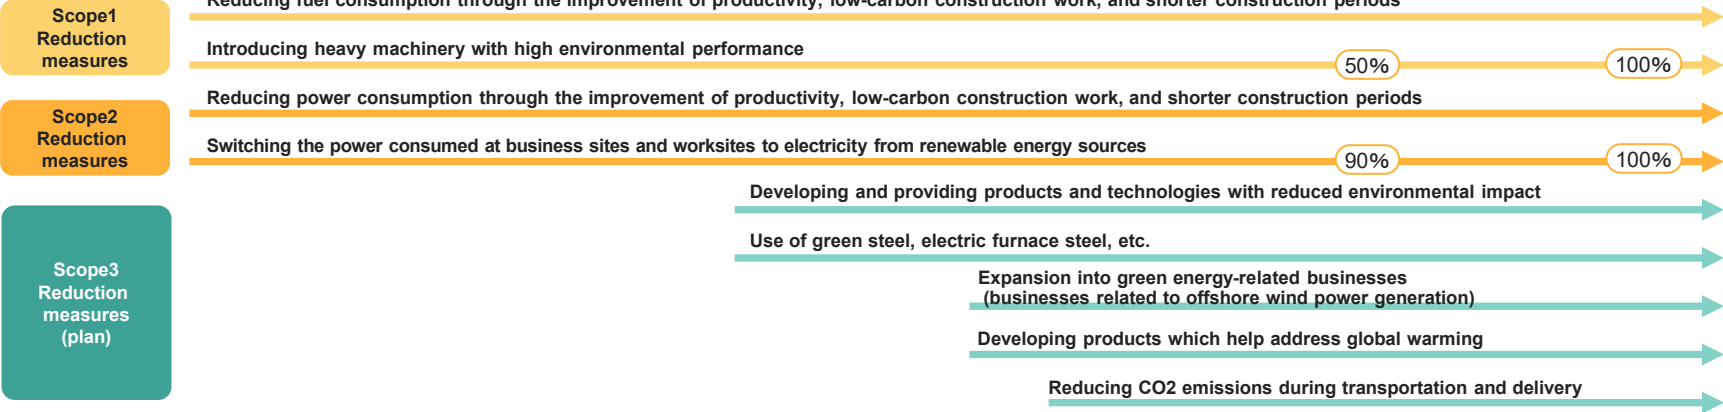 Scope1
Reduction
measures
Reducing fuel consumption through the improvement of productivity, low-carbon construction work, and shorter construction periods
Introducing heavy machinery with high environmental performance
50%
100%
Scope2
Reduction
measures
Reducing power consumption through the improvement of productivity, low-carbon construction work, and shorter construction periods
Switching the power consumed at business sites and worksites to electricity from renewable energy sources
90%
100%
Scope3
Reduction
measures
(plan)
Developing and providing products and technologies with reduced environmental impact
Use of green steel, electric furnace steel, etc.
Expansion into green energy-related businesses
(businesses related to offshore wind power generation)
Developing products which help address global warming
Reducing CO2 emissions during transportation and delivery